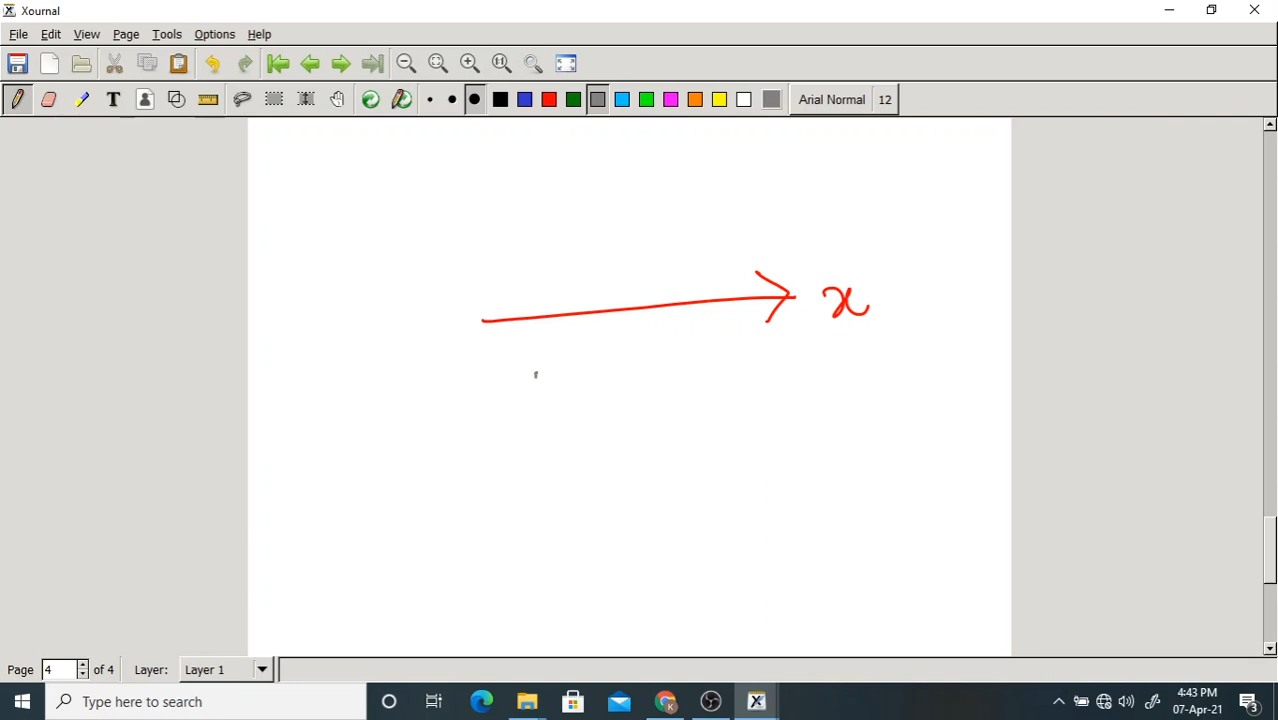 Xournal
File Edit View Page Tools Options Help
T Arial Normal 12
x
Page 4 of 4 Layer: Layer 1
Type here to search
4:43 PM
07-Apr-21
3